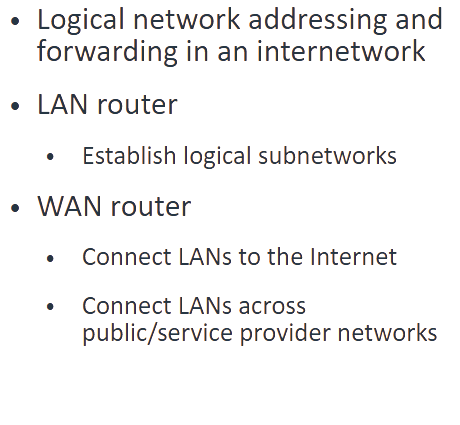 • Logical network addressing and
forwarding in an internetwork
• LAN router
• Establish logical subnetworks
• WAN router
• Connect LANs to the Internet
• Connect LANs across
public/service provider networks